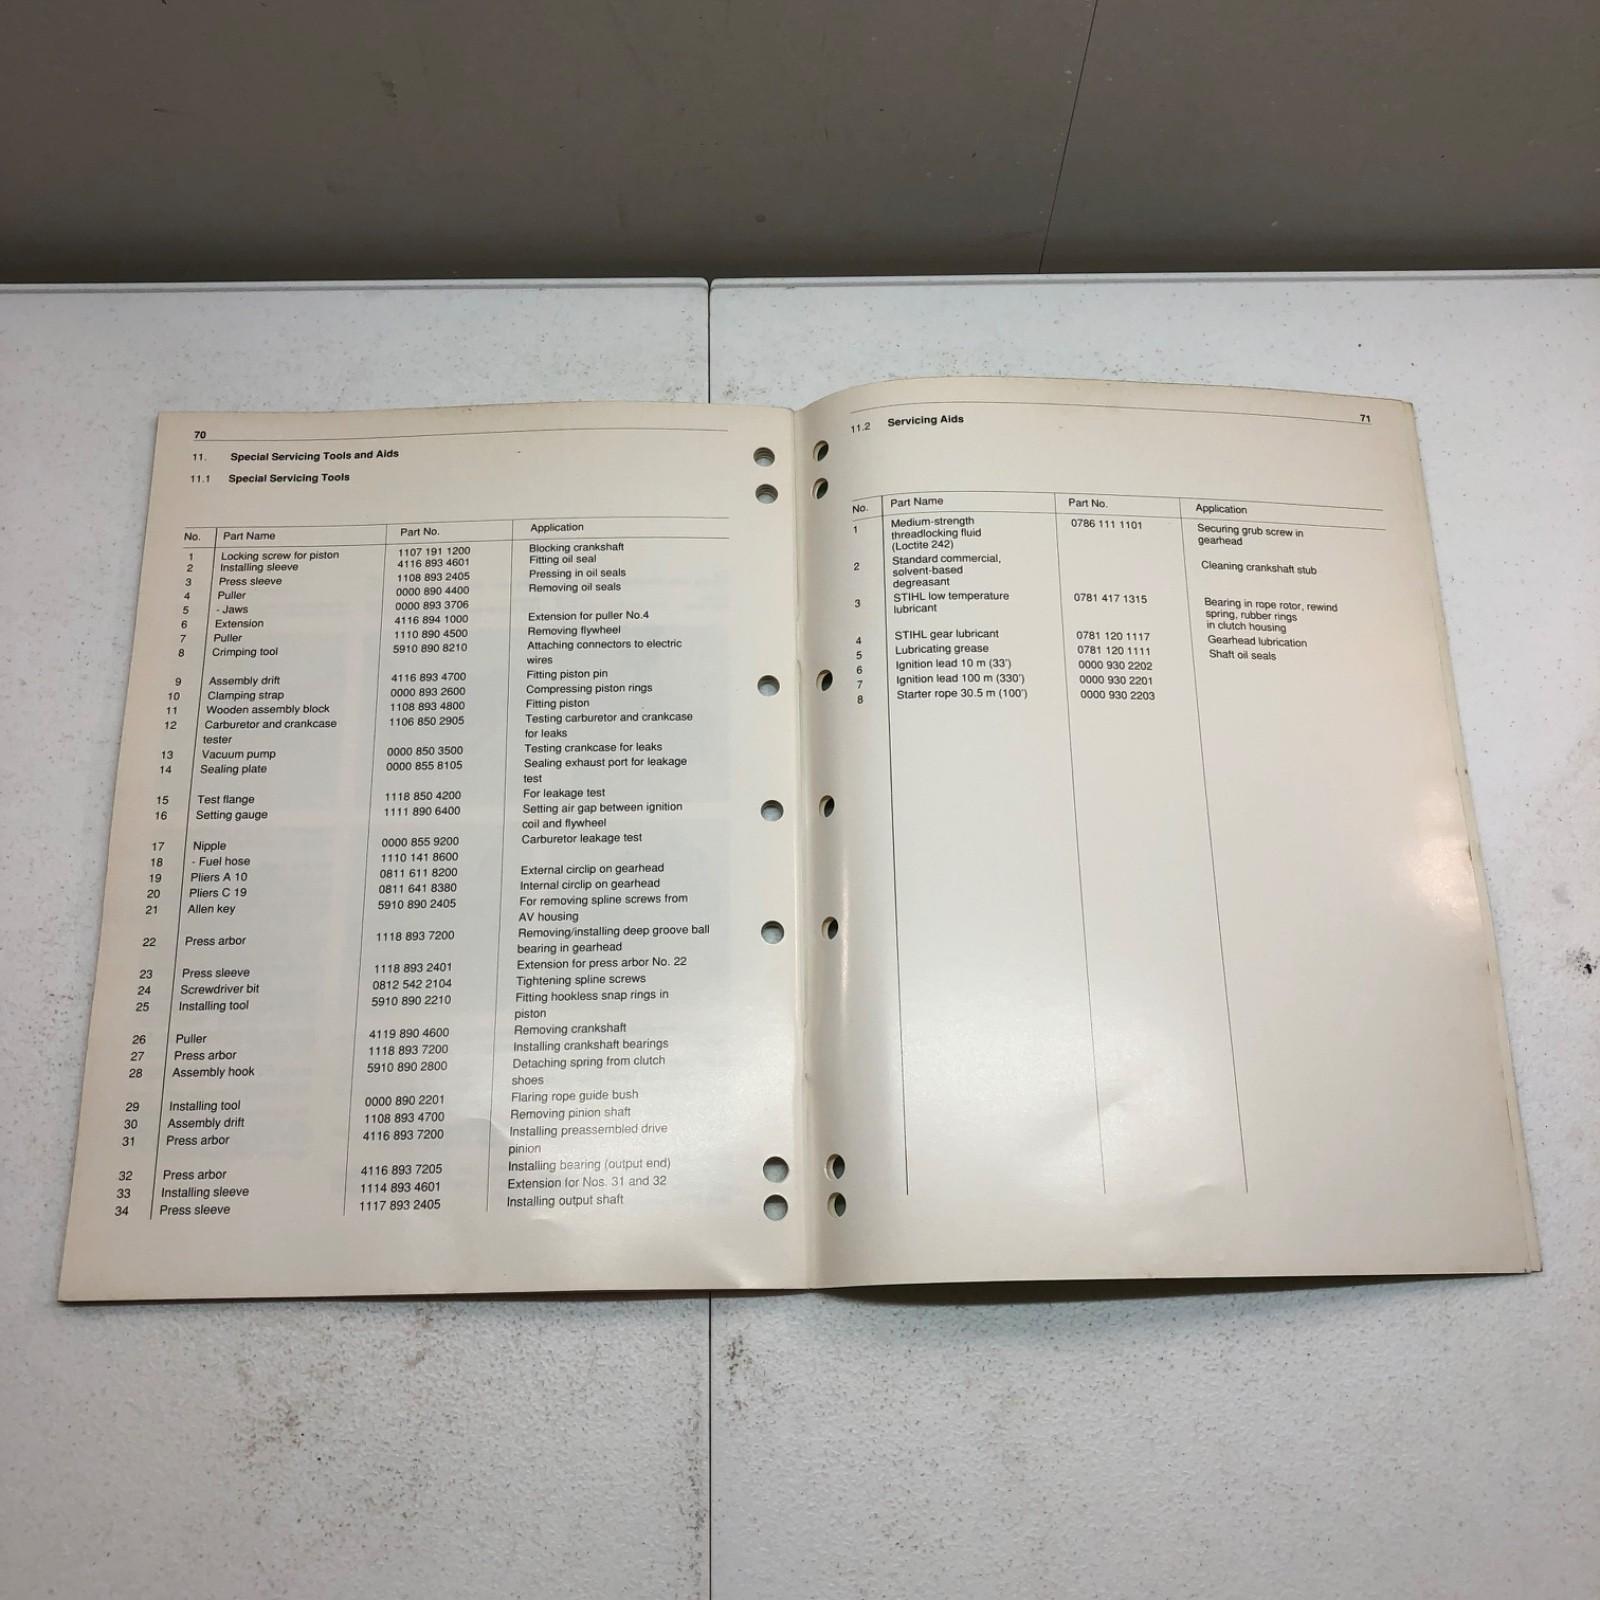 70
11. Special Servicing Tools and Aids
11.1 Special Servicing Tools
No. Part Name Part No. Application
1 Locking screw for piston 1107 191 1200 Blocking crankshaft
2 Installing sleeve 4116 893 4601 Fitting oil seal
3 Press sleeve 1108 893 2405 Pressing in oil seals
4 Puller 0000 890 4400 Removing oil seals
5 - Jaws 0000 893 3706
6 Extension 4116 894 1000 Extension for puller No.4
7 Puller 1110 890 4500 Removing flywheel
8 Crimping tool 5910 890 8210 Attaching connectors to electric
wires
9 Assembly drift 4116 893 4700 Fitting piston pin
10 Clamping strap 0000 893 2600 Compressing piston rings
11 Wooden assembly block 1108 893 4800 Fitting piston
12 Carburetor and crankcase 1106 850 2905 Testing carburetor and crankcase
tester for leaks
13 Vacuum pump 0000 850 3500 Testing crankcase for leaks
14 Sealing plate 0000 855 8105 Sealing exhaust port for leakage
test
15 Test flange 1118 850 4200 For leakage test
16 Setting gauge 1111 890 6400 Setting air gap between ignition
coil and flywheel
17 Nipple 0000 855 9200 Carburetor leakage test
18 - Fuel hose 1110 141 8600
19 Pliers A 10 0811 611 8200 External circlip on gearhead
20 Pliers C 19 0811 641 8380 Internal circlip on gearhead
21 Allen key 5910 890 2405 For removing spline screws from
AV housing
22 Press arbor 1118 893 7200 Removing/installing deep groove ball
bearing in gearhead
23 Press sleeve 1118 893 2401 Extension for press arbor No. 22
24 Screwdriver bit 0812 542 2104 Tightening spline screws
25 Installing tool 5910 890 2210 Fitting hookless snap rings in
piston
26 Puller 4119 890 4600 Removing crankshaft
27 Press arbor 1118 893 7200 Installing crankshaft bearings
28 Assembly hook 5910 890 2800 Detaching spring from clutch
shoes
29 Installing tool 0000 890 2201 Flaring rope guide bush
30 Assembly drift 1108 893 4700 Removing pinion shaft
31 Press arbor 4116 893 7200 Installing preassembled drive
pinion
32 Press arbor 4116 893 7205 Installing bearing (output end)
33 Installing sleeve 1114 893 4601 Extension for Nos. 31 and 32
34 Press sleeve 1117 893 2405 Installing output shaft
11.2 Servicing Aids 71
No. Part Name Part No. Application
1 Medium-strength 0786 111 1101 Securing grub screw in
threadlocking fluid gearhead
(Loctite 242)
2 Standard commercial, Cleaning crankshaft stub
solvent-based
degreasant
3 STIHL low temperature 0781 417 1315 Bearing in rope rotor, rewind
lubricant spring, rubber rings
in clutch housing
4 STIHL gear lubricant 0781 120 1117 Gearhead lubrication
5 Lubricating grease 0781 120 1111 Shaft oil seals
6 Ignition lead 10 m (33') 0000 930 2202
7 Ignition lead 100 m (330') 0000 930 2201
8 Starter rope 30.5 m (100') 0000 930 2203